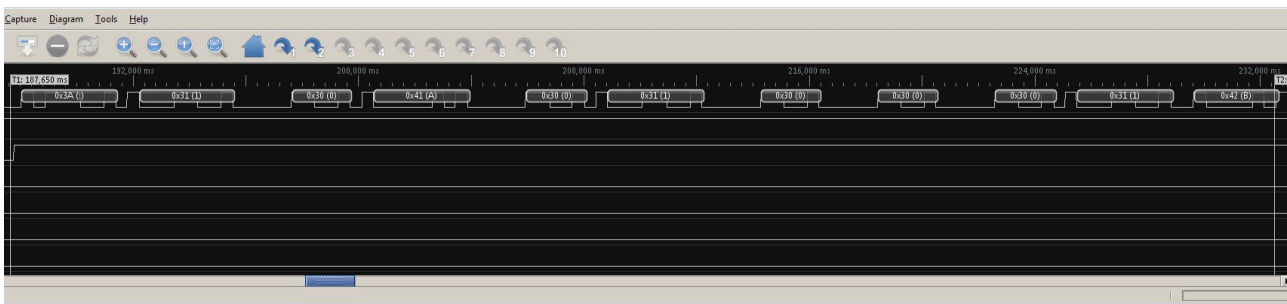 Capture Diagram Tools Help
1 2 3 4 5 6 7 8 9 10
192,000 ms 200,000 ms 208,000 ms 216,000 ms 224,000 ms 232,000 ms
T1: 187,650 ms T2:
0x3A (:) 0x31 (1) 0x30 (0) 0x41 (A) 0x30 (0) 0x31 (1) 0x30 (0) 0x30 (0) 0x30 (0) 0x31 (1) 0x42 (B)